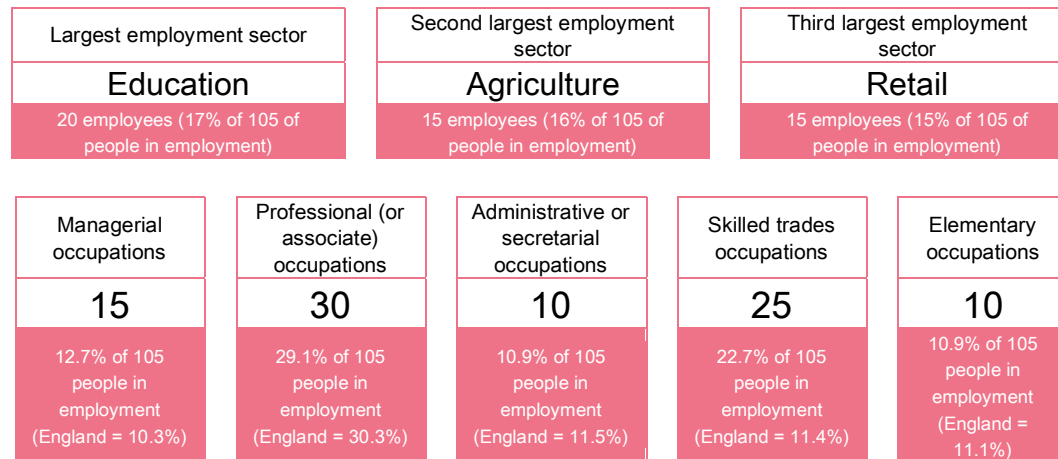 Largest employment sector
Education
20 employees (17% of 105 of
people in employment)
Second largest employment
sector
Agriculture
15 employees (16% of 105 of
people in employment)
Third largest employment
sector
Retail
15 employees (15% of 105 of
people in employment)
Managerial
occupations
15
12.7% of 105
people in
employment
(England = 10.3%)
Professional (or
associate)
occupations
30
29.1% of 105
people in
employment
(England = 30.3%)
Administrative or
secretarial
occupations
10
10.9% of 105
people in
employment
(England = 11.5%)
Skilled trades
occupations
25
22.7% of 105
people in
employment
(England = 11.4%)
Elementary
occupations
10
10.9% of 105
people in
employment
(England =
11.1%)